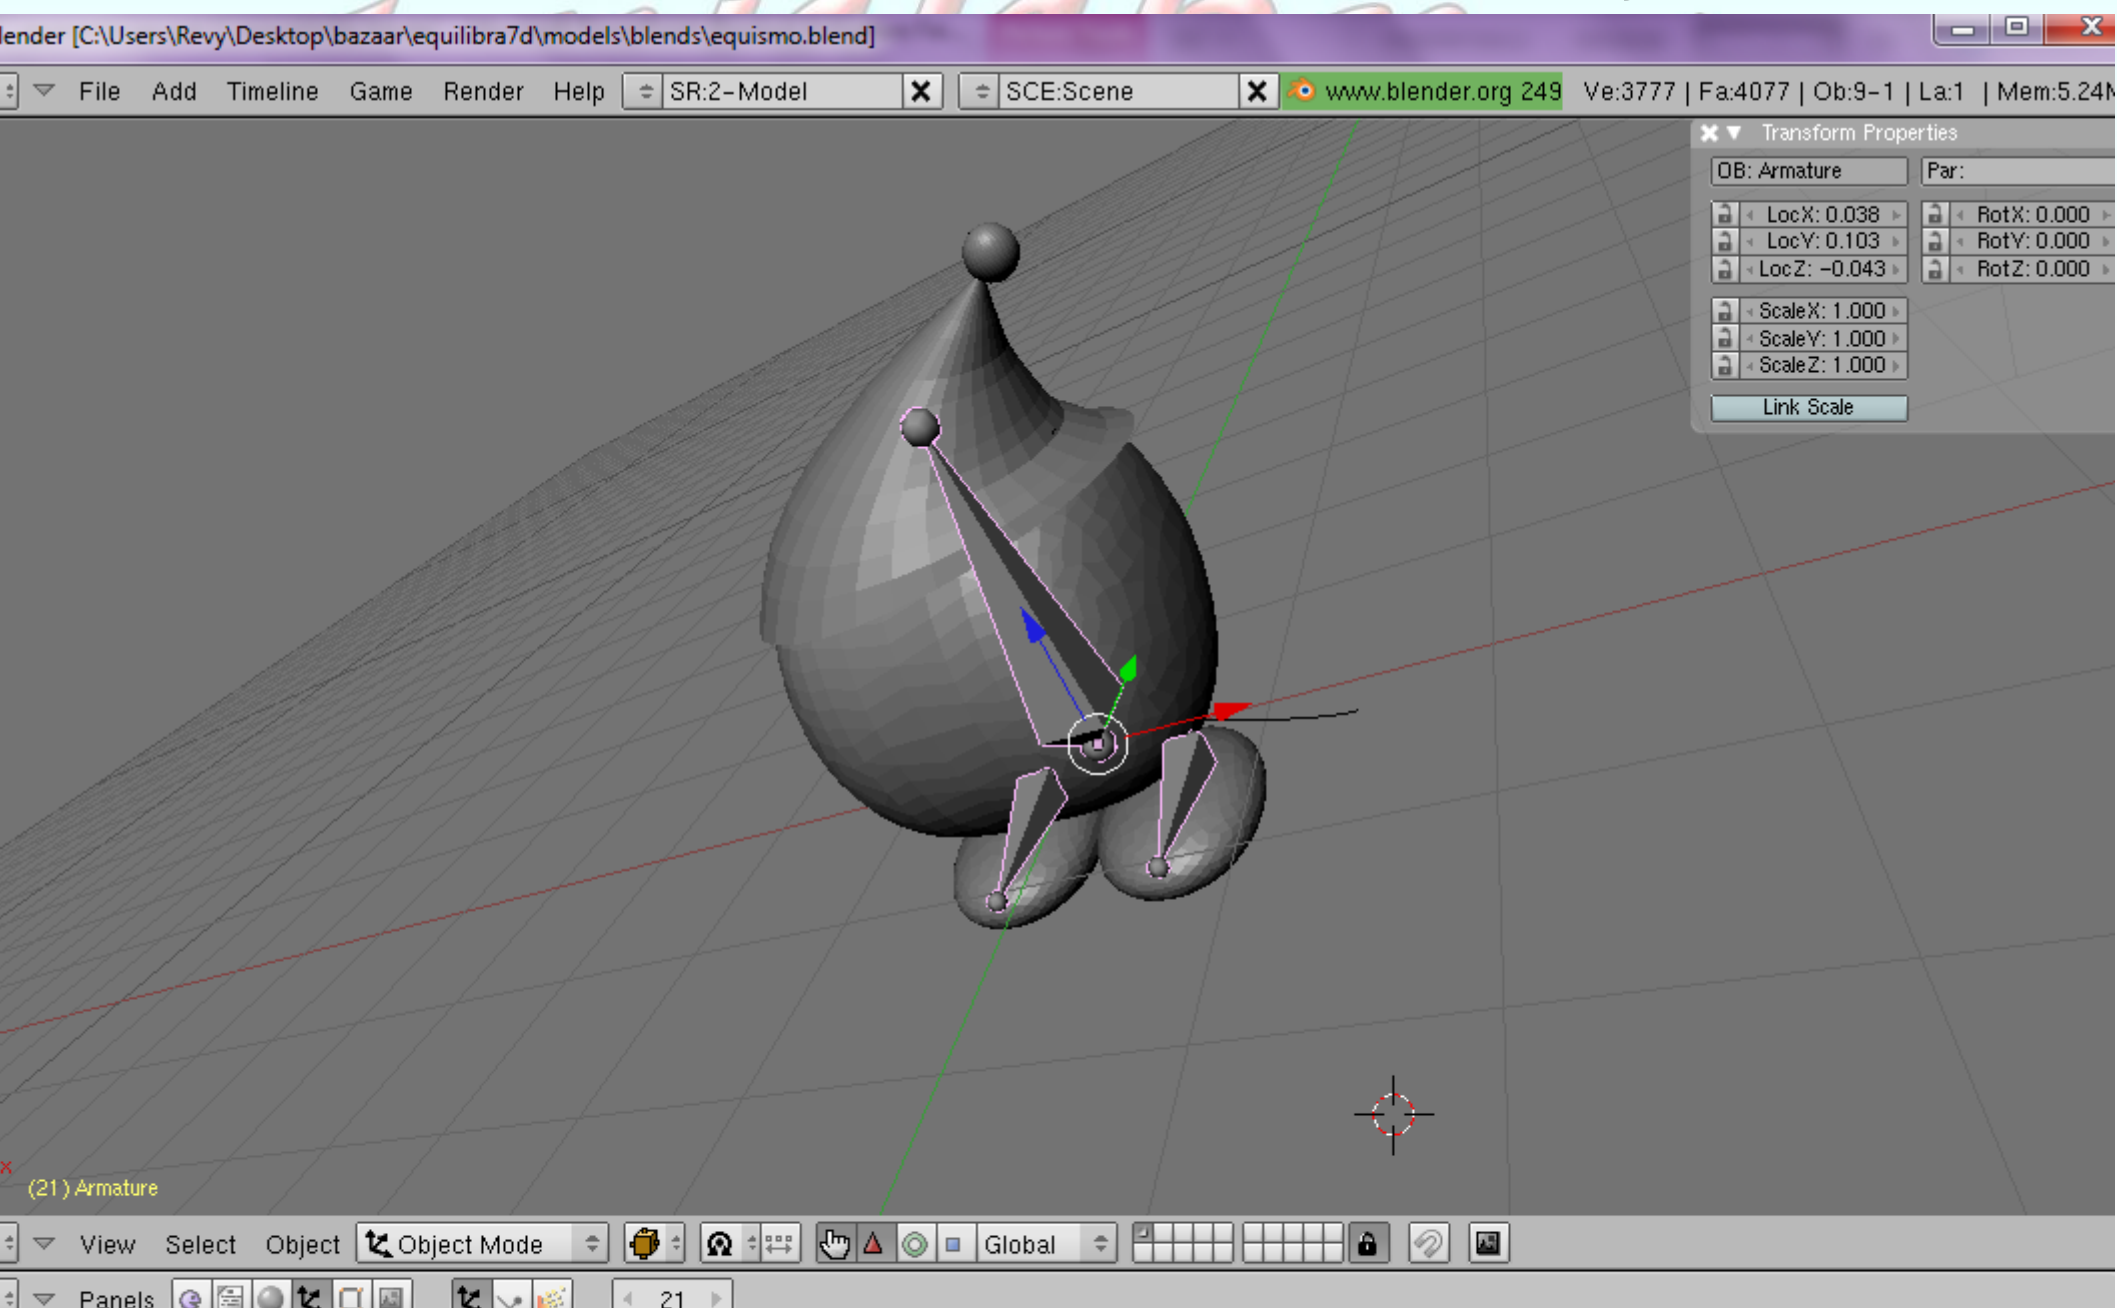 lender [C:\Users\Revy\Desktop\bazaar\equilibra7d\models\blends\equismo.blend]
File Add Timeline Game Render Help SR:2-Model SCE:Scene www.blender.org 249 Ve:3777 | Fa:4077 | Ob:9-1 | La:1 | Mem:5.24M
Transform Properties
OB: Armature Par:
LocX: 0.038 RotX: 0.000
LocY: 0.103 RotY: 0.000
LocZ: -0.043 RotZ: 0.000
ScaleX: 1.000
ScaleY: 1.000
ScaleZ: 1.000
Link Scale
x
(21) Armature
View Select Object Object Mode Global
Panels 21